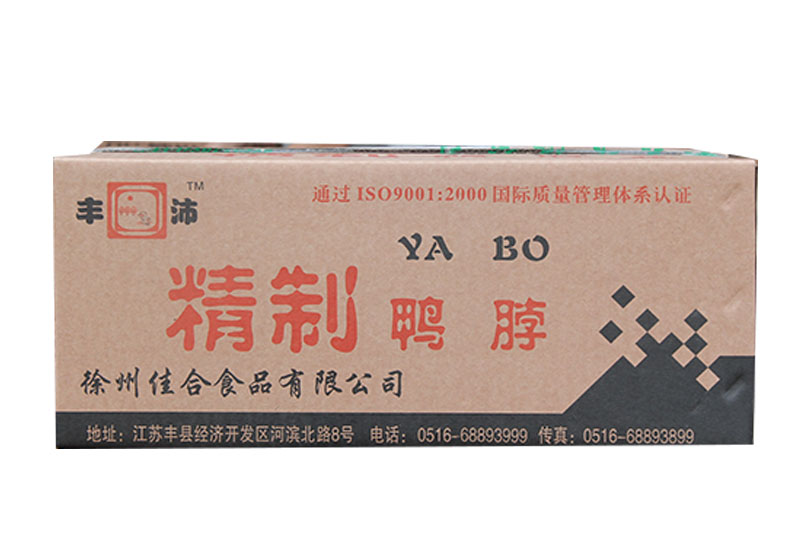 丰沛TM
通过ISO9001:2000国际质量管理体系认证
YA BO
精制鸭脖
徐州佳合食品有限公司
地址：江苏丰县经济开发区河滨北路8号 电话：0516-68893999 传真：0516-68893899